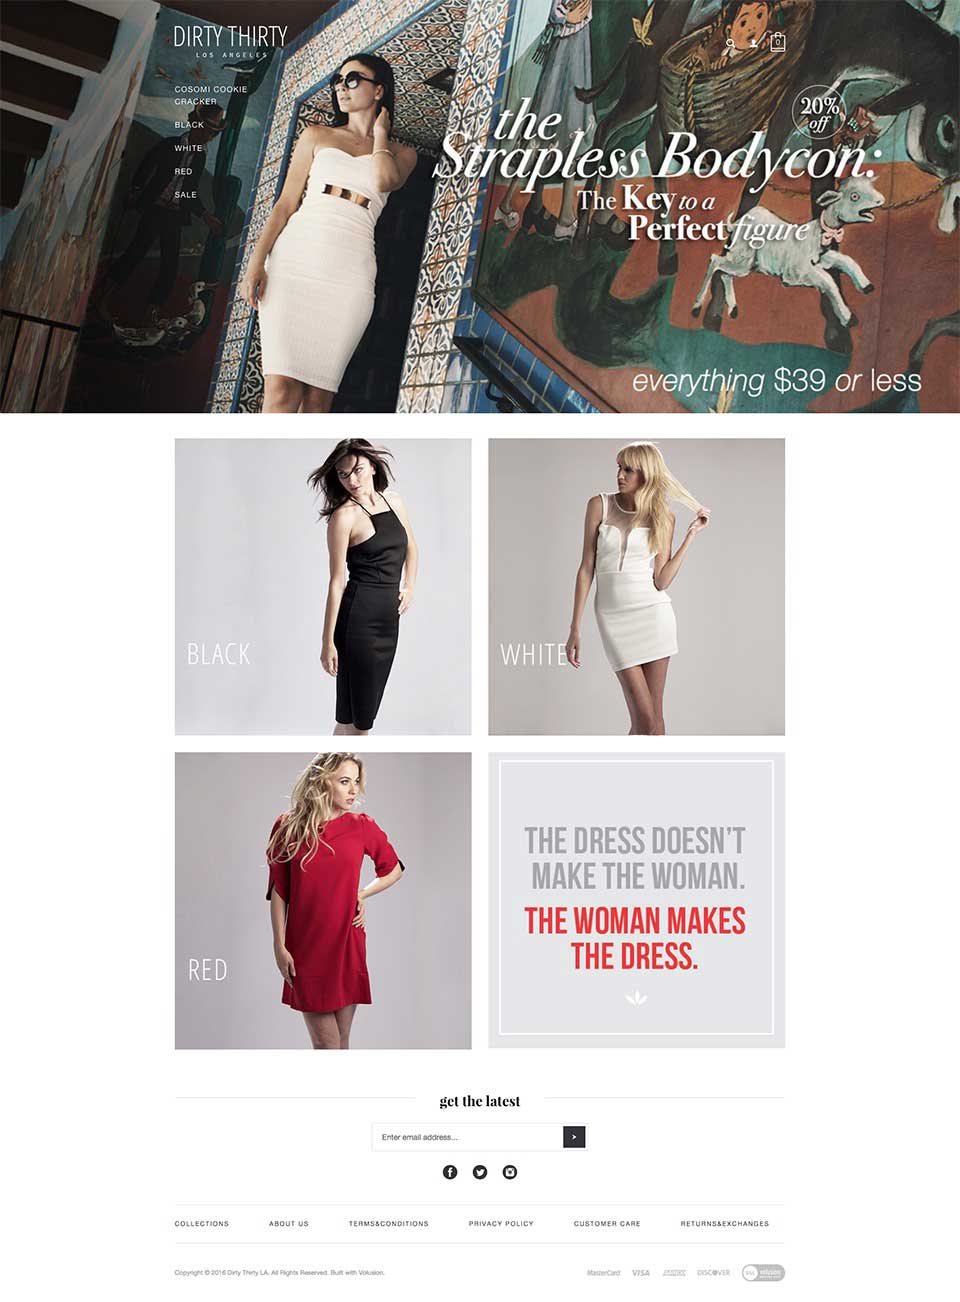 DIRTY THIRTY
LOS ANGELES
COSOMI COOKIE
CRACKER
BLACK
WHITE
RED
SALE
0
20%
off
the
Strapless Bodycon:
The Key to a
Perfect figure
everything $39 or less
BLACK
WHITE
RED
THE DRESS DOESN'T
MAKE THE WOMAN.
THE WOMAN MAKES
THE DRESS.
get the latest
Enter email address...
COLLECTIONS
ABOUT US
TERMS&CONDITIONS
PRIVACY POLICY
CUSTOMER CARE
RETURNS&EXCHANGES
Copyright © 2016 Dirty Thirty LA. All Rights Reserved. Built with Volusion.
MasterCard
VISA
AMEX
DISCOVER
SSL
volusion